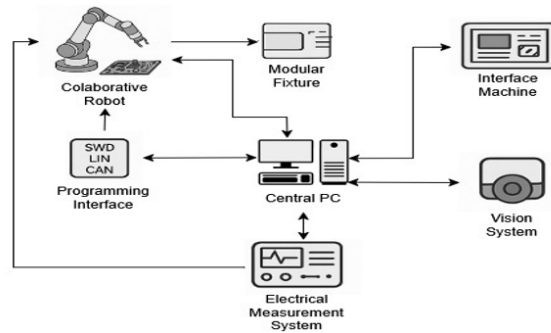 Colaborative
Robot
Modular
Fixture
Interface
Machine
SWD
LIN
CAN
Programming
Interface
Central PC
Vision
System
Electrical
Measurement
System